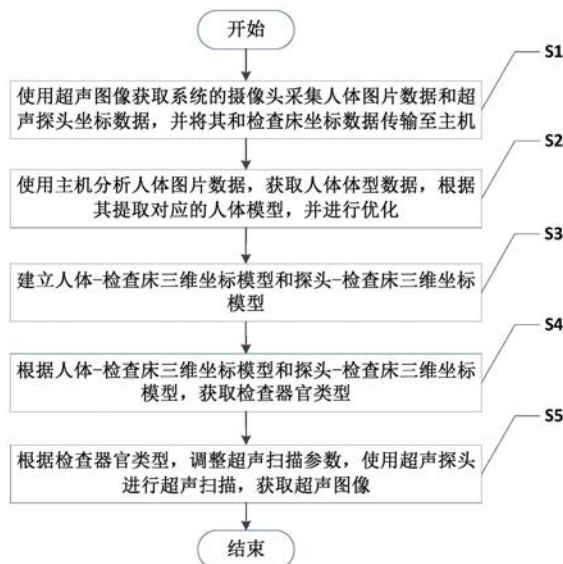 开始
S1
使用超声图像获取系统的摄像头采集人体图片数据和超
声探头坐标数据，并将其和检查床坐标数据传输至主机
S2
使用主机分析人体图片数据，获取人体体型数据，根据
其提取对应的人体模型，并进行优化
S3
建立人体-检查床三维坐标模型和探头-检查床三维坐标
模型
S4
根据人体-检查床三维坐标模型和探头-检查床三维坐标
模型，获取检查器官类型
S5
根据检查器官类型，调整超声扫描参数，使用超声探头
进行超声扫描，获取超声图像
结束